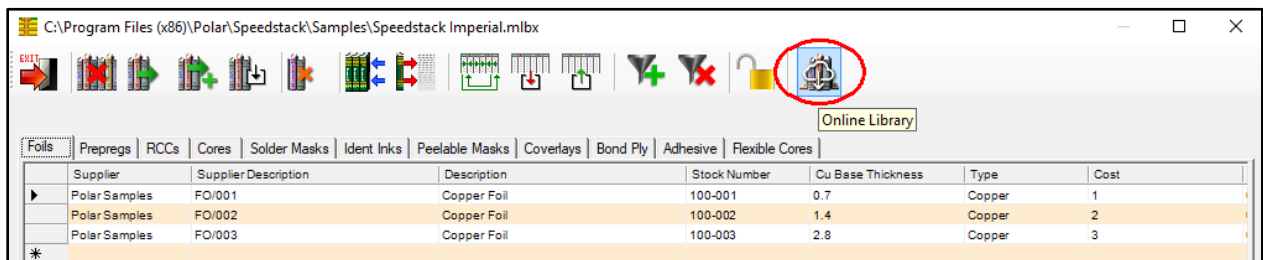 C:\Program Files (x86)\Polar\Speedstack\Samples\Speedstack Imperial.mlbx
EXIT
Online Library
Foils Prepregs RCCs Cores Solder Masks Ident Inks Peelable Masks Coverlays Bond Ply Adhesive Flexible Cores
Supplier Supplier Description Description Stock Number Cu Base Thickness Type Cost
Polar Samples FO/001 Copper Foil 100-001 0.7 Copper 1
Polar Samples FO/002 Copper Foil 100-002 1.4 Copper 2
Polar Samples FO/003 Copper Foil 100-003 2.8 Copper 3